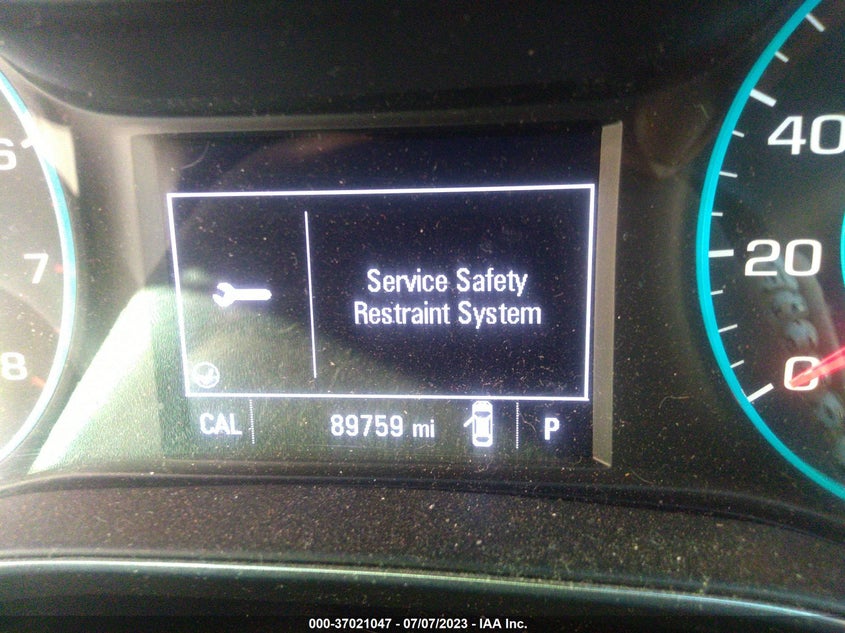 6
7
8
Service Safety
Restraint System
CAL
89759 mi
P
40
20
0
000-37021047 - 07/07/2023 - IAA Inc.